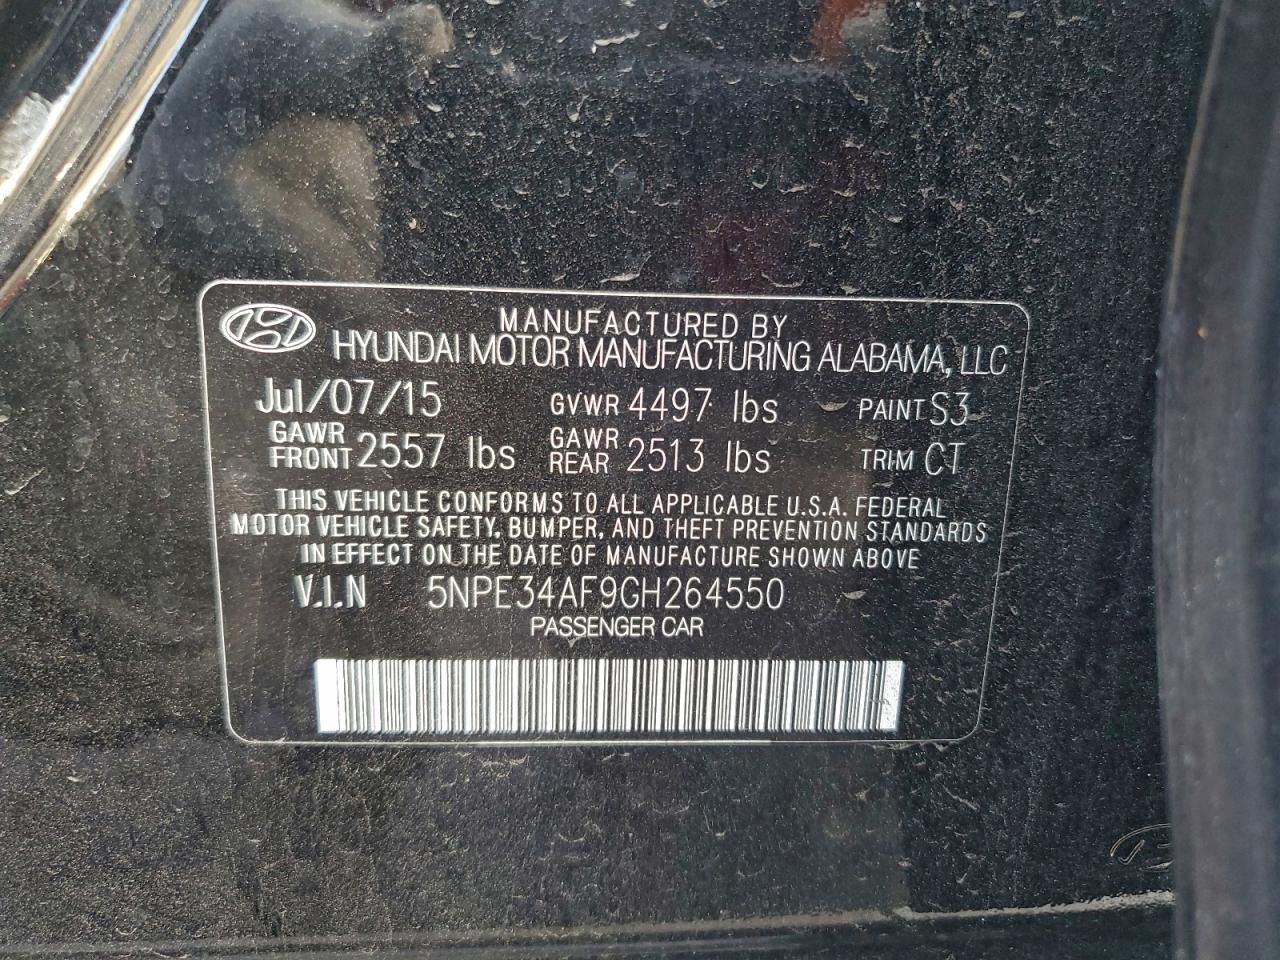 MANUFACTURED BY
HYUNDAI MOTOR MANUFACTURING ALABAMA, LLC
Jul/07/15 GVWR 4497 lbs PAINT S3
GAWR FRONT 2557 lbs GAWR REAR 2513 lbs TRIM CT
THIS VEHICLE CONFORMS TO ALL APPLICABLE U.S.A. FEDERAL
MOTOR VEHICLE SAFETY, BUMPER, AND THEFT PREVENTION STANDARDS
IN EFFECT ON THE DATE OF MANUFACTURE SHOWN ABOVE
V.I.N 5NPE34AF9GH264550
PASSENGER CAR